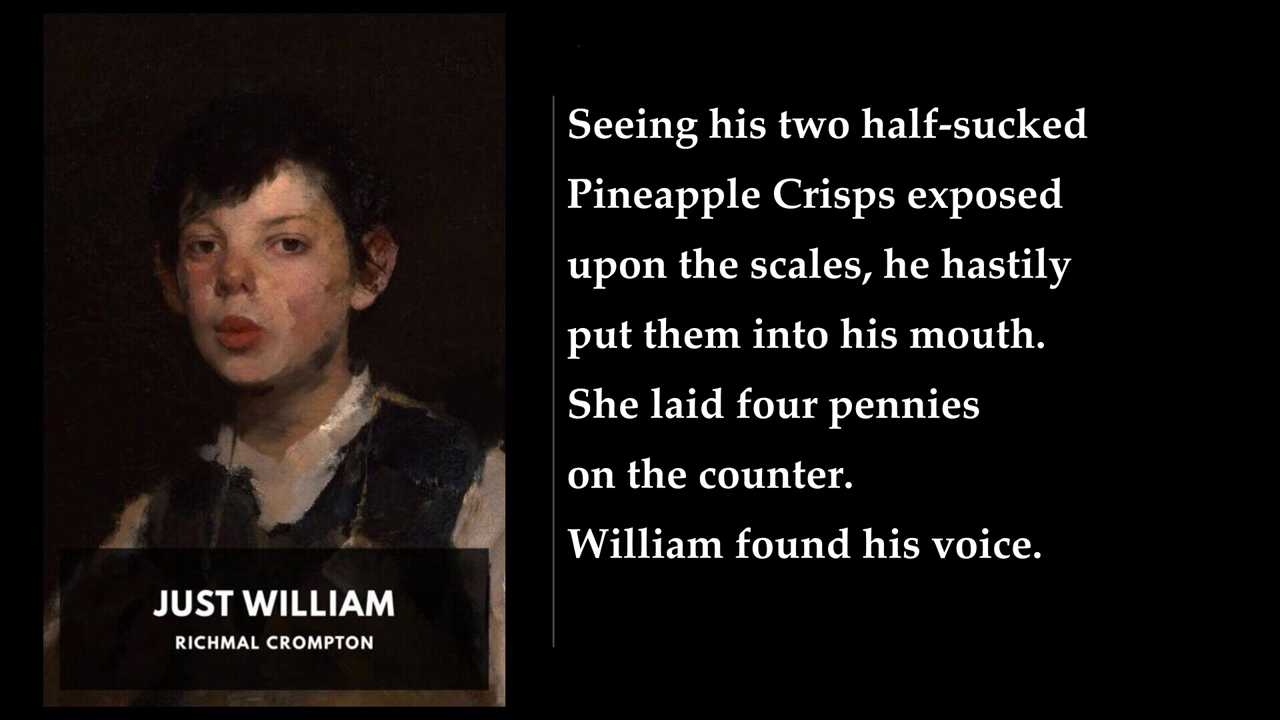 JUST WILLIAM
RICHMAL CROMPTON
Seeing his two half-sucked
Pineapple Crisps exposed
upon the scales, he hastily
put them into his mouth.
She laid four pennies
on the counter.
William found his voice.